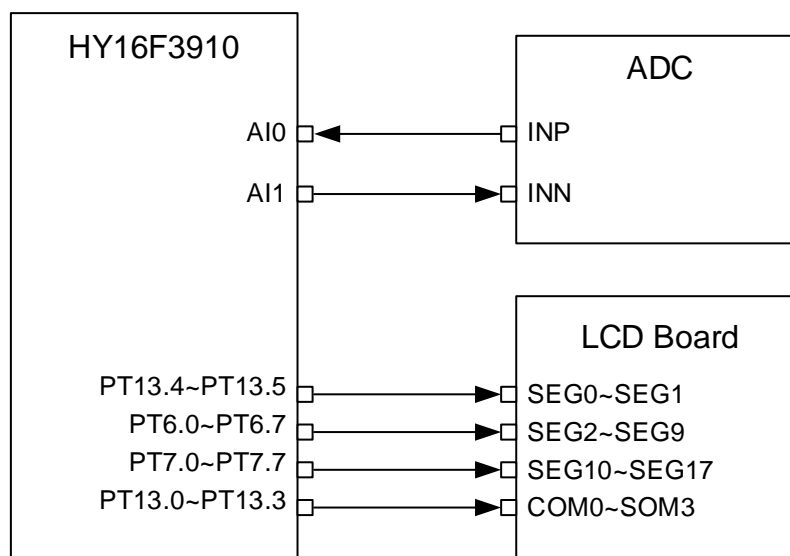 HY16F3910
AI0
AI1
PT13.4~PT13.5
PT6.0~PT6.7
PT7.0~PT7.7
PT13.0~PT13.3
ADC
INP
INN
LCD Board
SEG0~SEG1
SEG2~SEG9
SEG10~SEG17
COM0~SOM3